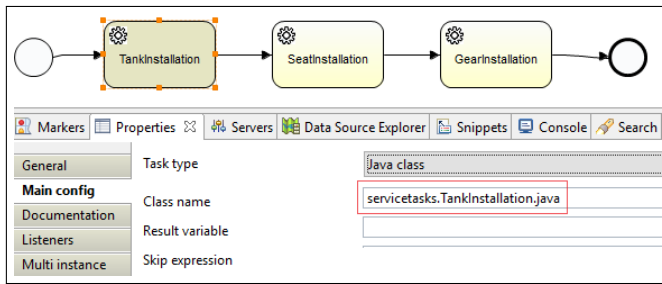 TankInstallation
SeatInstallation
GearInstallation
Markers Properties Servers Data Source Explorer Snippets Console Search
General
Task type
Java class
Main config
Class name
servicetasks.TankInstallation.java
Documentation
Result variable
Listeners
Multi instance
Skip expression